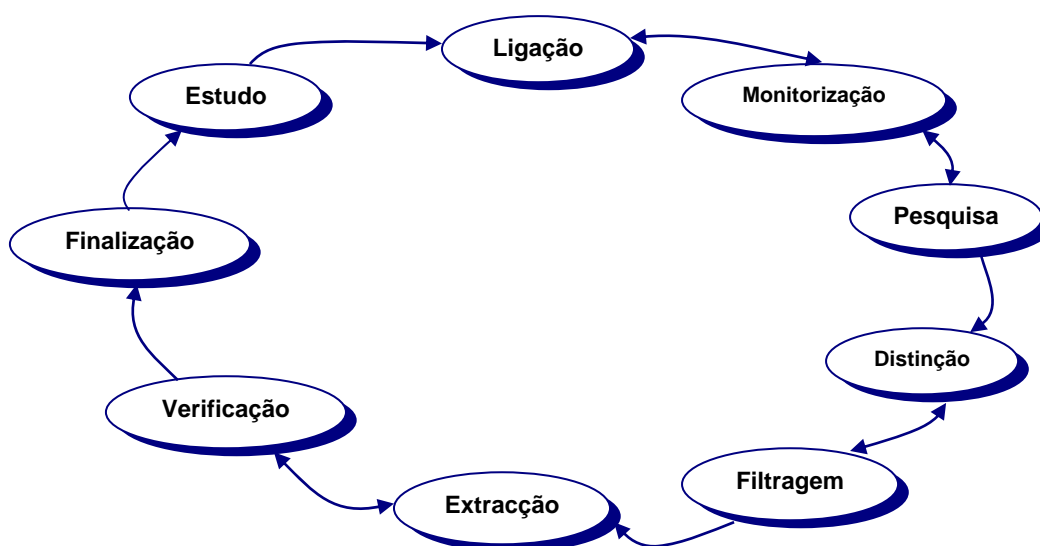 Ligação
Monitorização
Pesquisa
Distinção
Filtragem
Extracção
Verificação
Finalização
Estudo